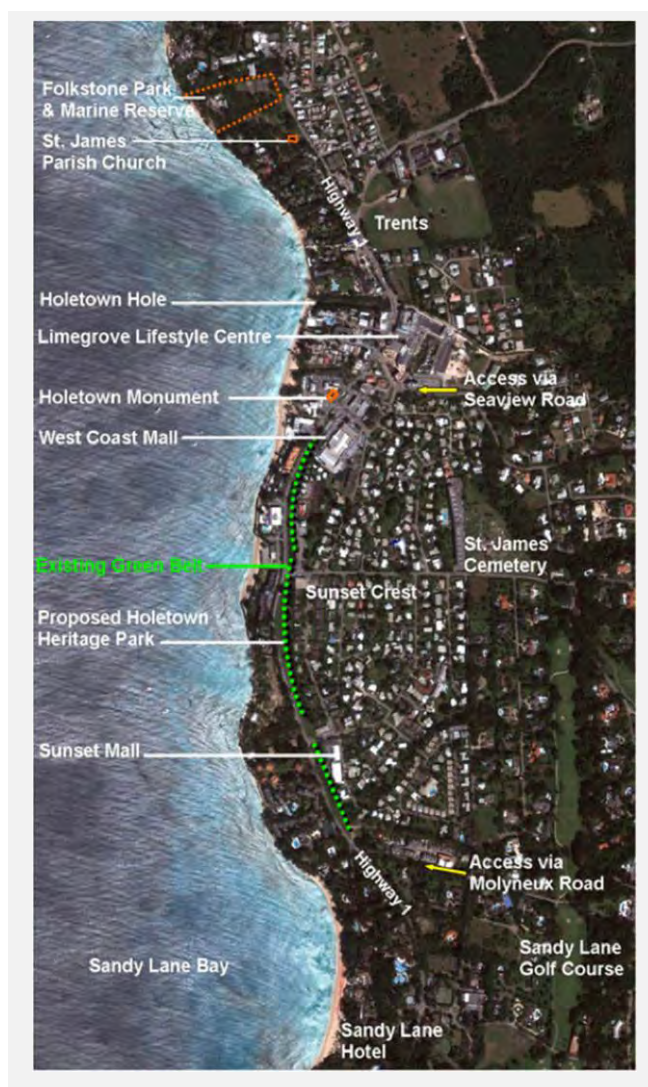 Folkstone Park
& Marine Reserve
St. James
Parish Church
Highway 1
Trents
Holetown Hole
Limegrove Lifestyle Centre
Access via
Seaview Road
Holetown Monument
West Coast Mall
St. James
Cemetery
Existing Green Belt
Sunset Crest
Proposed Holetown
Heritage Park
Sunset Mall
Highway 1
Access via
Molyneux Road
Sandy Lane
Golf Course
Sandy Lane Bay
Sandy Lane
Hotel